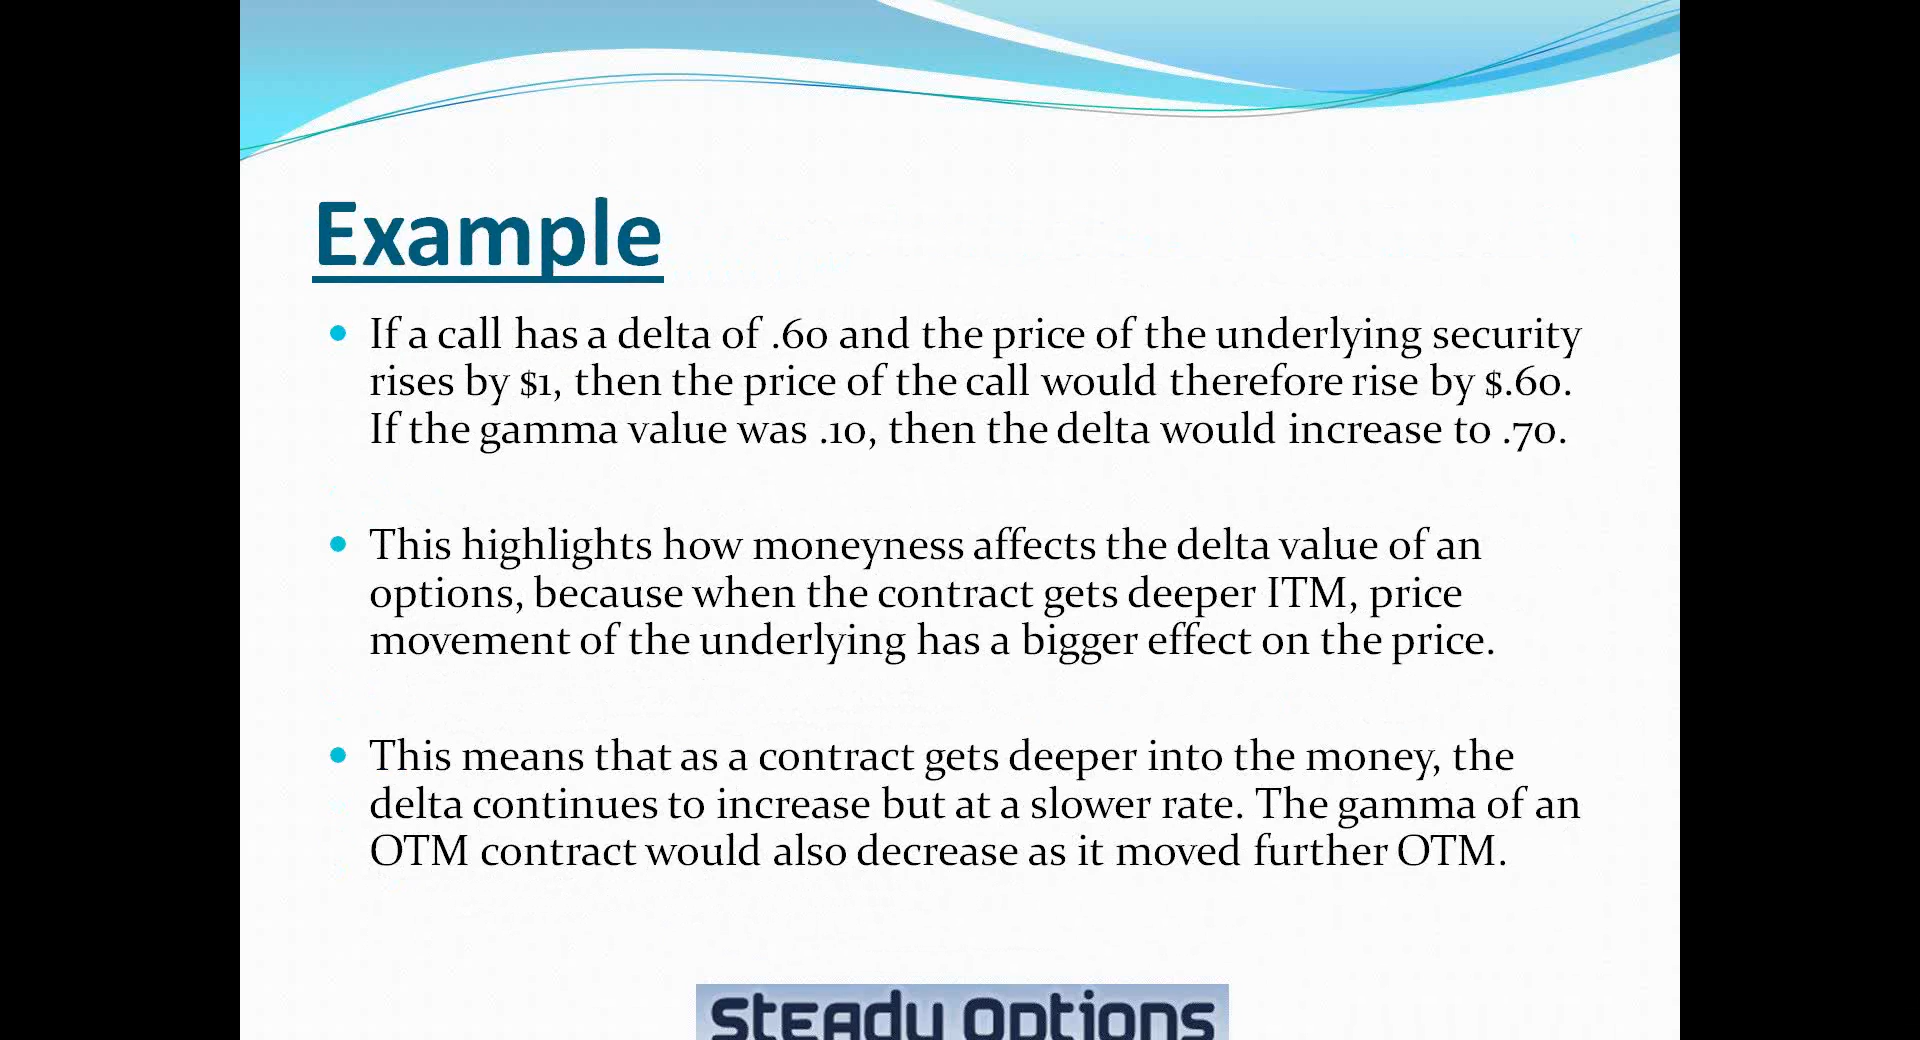 Example
If a call has a delta of .60 and the price of the underlying security
rises by $1, then the price of the call would therefore rise by $.60.
If the gamma value was .10, then the delta would increase to .70.
This highlights how moneyness affects the delta value of an
options, because when the contract gets deeper ITM, price
movement of the underlying has a bigger effect on the price.
This means that as a contract gets deeper into the money, the
delta continues to increase but at a slower rate. The gamma of an
OTM contract would also decrease as it moved further OTM.
Steady Options